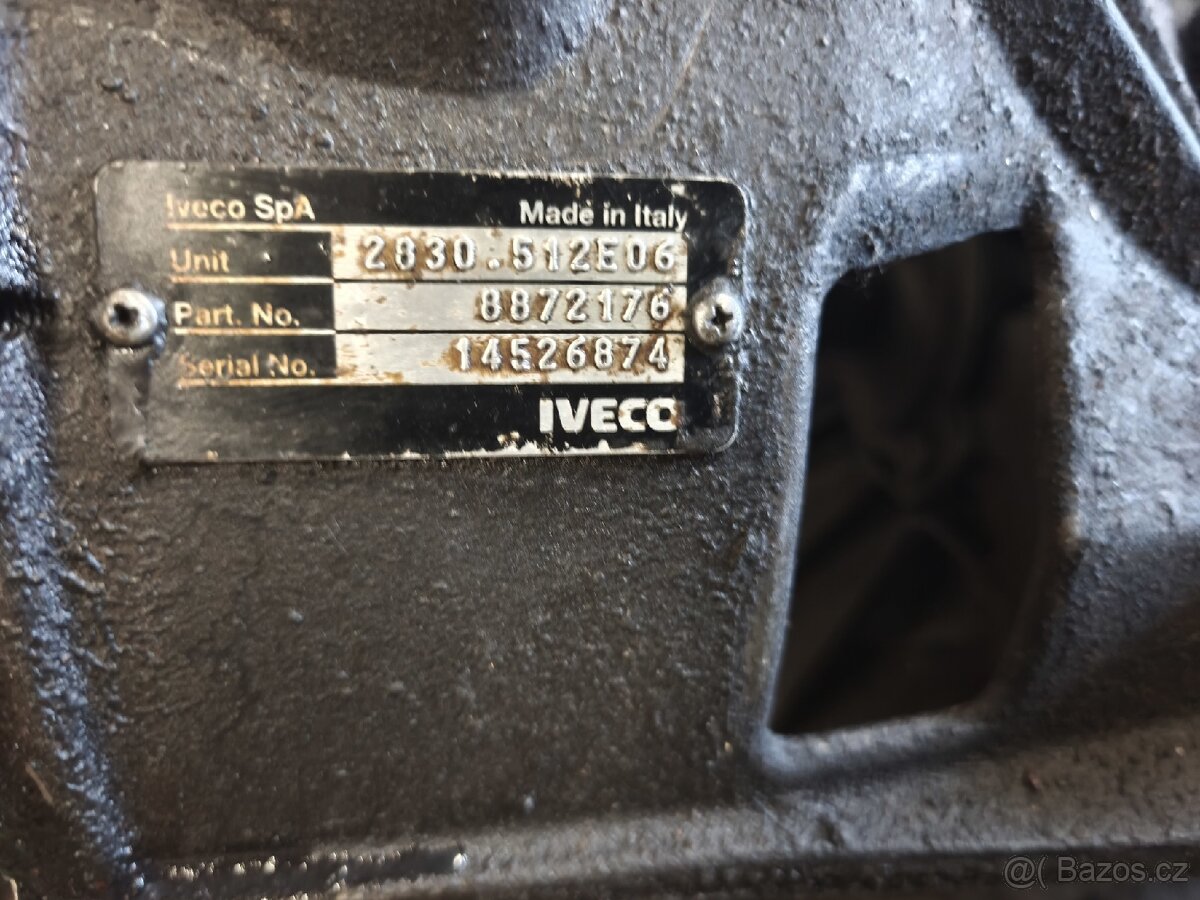 Iveco SpA Made in Italy
Unit 2830.512E06
Part. No. 8872176
Serial No. 14526874
IVECO
@( Bazos.cz